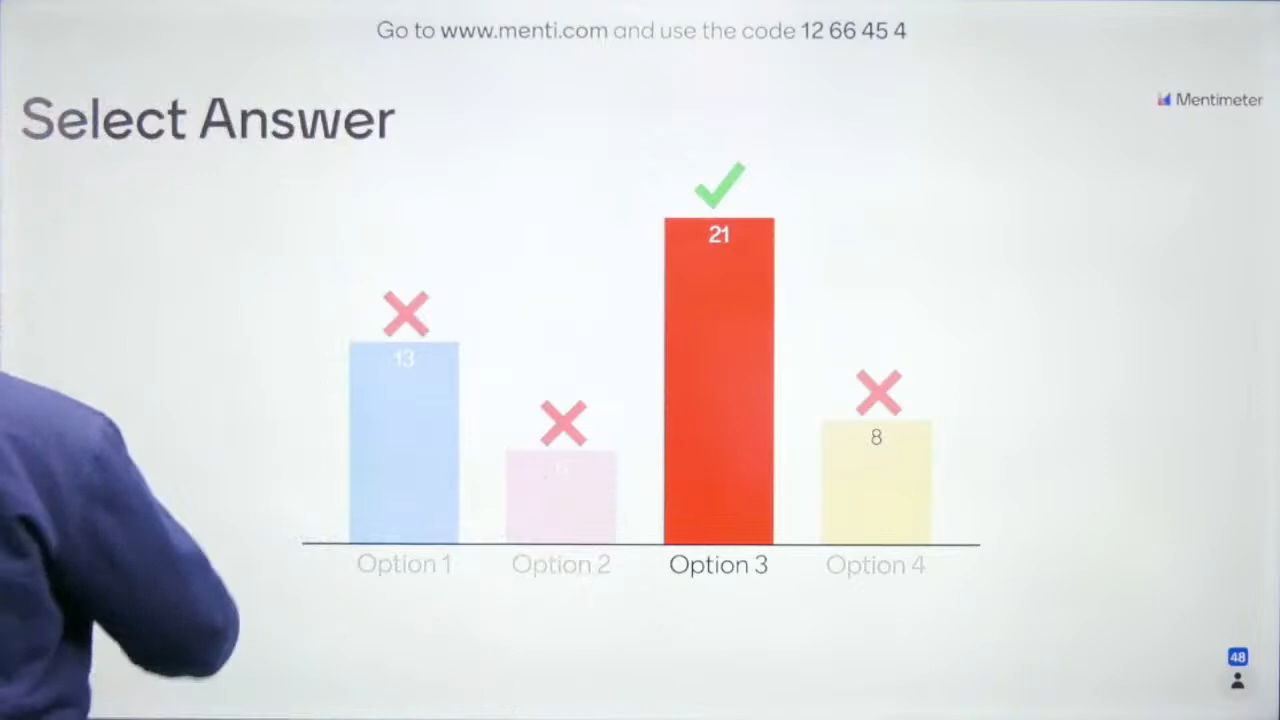 Go to www.menti.com and use the code 12 66 45 4
Select Answer
Mentimeter
21
13
6
8
Option 1
Option 2
Option 3
Option 4
48